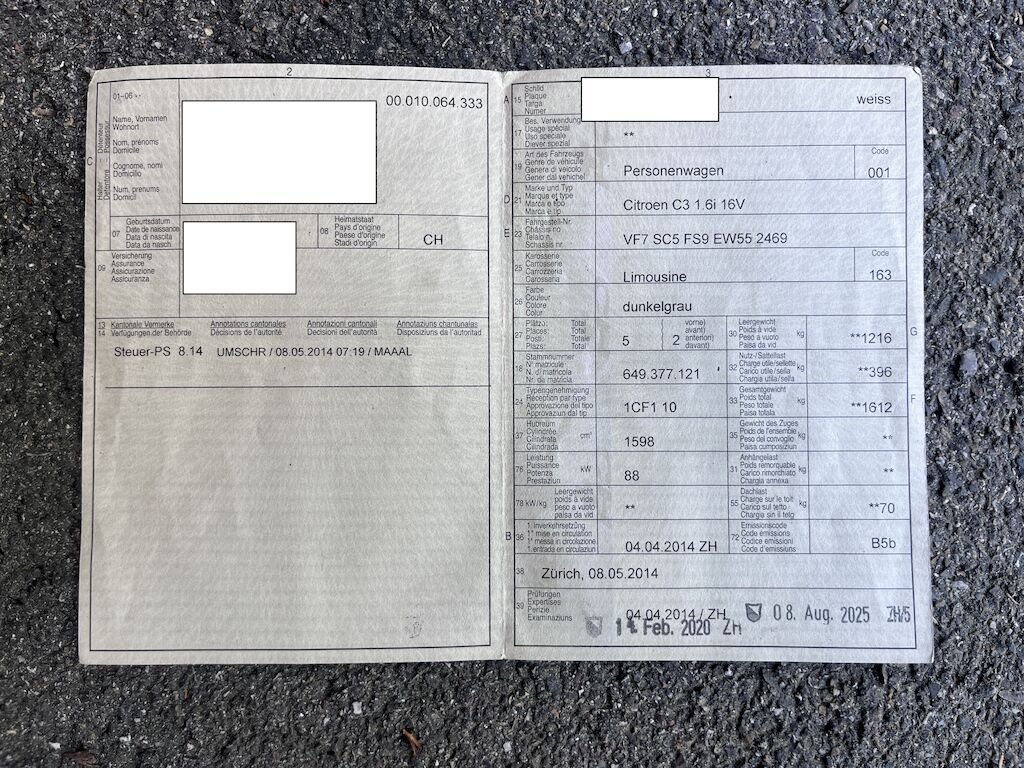 2
01–06
00.010.064.333
C
Halter Détenteur
Detentore Possessur
Name, Vornamen
Wohnort
Nom, prénoms
Domicile
Cognome, nomi
Domicilio
Num, prenums
Domicil
07
Geburtsdatum
Date de naissance
Data di nascita
Data da nasch.
08
Heimatstaat
Pays d'origine
Paese d'origine
Stadi d'origin
CH
09
Versicherung
Assurance
Assicurazione
Assicuranza
13
14
Kantonale Vermerke
Verfügungen der Behörde
Annotations cantonales
Décisions de l'autorité
Annotazioni cantonali
Decisioni dell'autorità
Annotaziuns chantunalas
Disposiziuns da l'autoritad
Steuer-PS 8.14 UMSCHR / 08.05.2014 07:19 / MAAAL
3
A
15
Schild
Plaque
Targa
Numer
weiss
17
Bes. Verwendung
Usage spécial
Uso speciale
Diever spezial
**
19
Art des Fahrzeugs
Genre de véhicule
Genere di veicolo
Gener dal vehichel
Personenwagen
Code
001
D
21
Marke und Typ
Marque et type
Marca e tipo
Marca e tip
Citroen C3 1.6i 16V
E
23
Fahrgestell-Nr.
Châssis no
Telaio n.
Schassis nr.
VF7 SC5 FS9 EW55 2469
25
Karosserie
Carrosserie
Carrozzeria
Carossaria
Limousine
Code
163
26
Farbe
Couleur
Colore
Colur
dunkelgrau
27
Plätze: Total
Places: Total
Posti: Totale
Plazs: Total
5
( 2
vorne)
avant)
anteriori)
davant)
30
Leergewicht
Poids à vide
Peso a vuoto
Paisa da vid
kg
**1216
G
18
Stammnummer
N° matricule
N. di matricola
Nr. da matricla
649.377.121
32
Nutz-/Sattellast
Charge utile/sellette
Carico utile/sella
Chargia utila/sella
kg
**396
24
Typengenehmigung
Réception par type
Approvazione del tipo
Approvaziun dal tip
1CF1 10
33
Gesamtgewicht
Poids total
Peso totale
Paisa totala
kg
**1612
F
37
Hubraum
Cylindrée
Cilindrata
Cilindrada
cm³
1598
35
Gewicht des Zuges
Poids de l'ensemble
Peso del convoglio
Paisa cumposiziun
kg
**
76
Leistung
Puissance
Potenza
Prestaziun
kW
88
31
Anhängelast
Poids remorquable
Carico rimorchiato
Chargia annexa
kg
**
78 kW/kg
Leergewicht
poids à vide
peso a vuoto
paisa da vid
**
55
Dachlast
Charge sur le toit
Carico sul tetto
Chargia sin il tetg
kg
**70
B
36
1. Inverkehrsetzung
1re mise en circulation
1a messa in circolazione
1. entrada en circulaziun
04.04.2014 ZH
72
Emissionscode
Code émissions
Codice emissioni
Code d'emissiuns
B5b
38
Zürich, 08.05.2014
39
Prüfungen
Expertises
Perizie
Examinaziuns
04.04.2014 / ZH
08. Aug. 2025 ZH/5
Feb. 2020 ZH